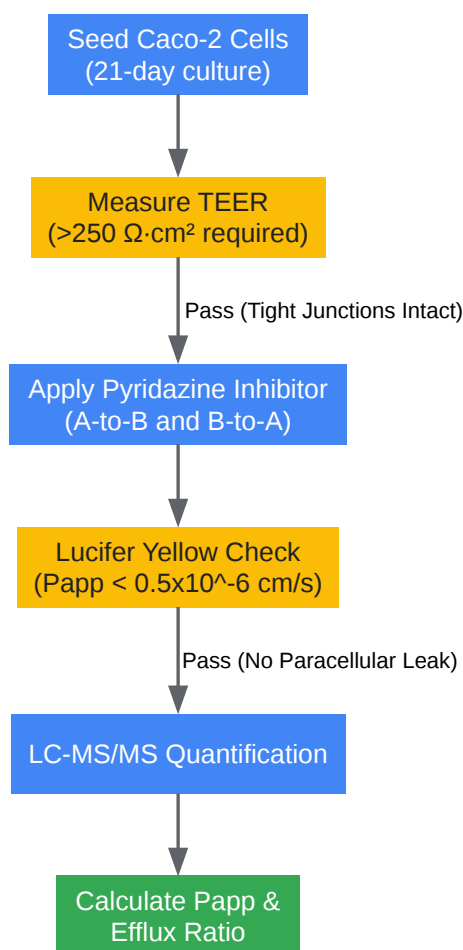 Seed Caco-2 Cells
(21-day culture)
Measure TEER
(>250 Ω·cm² required)
Pass (Tight Junctions Intact)
Apply Pyridazine Inhibitor
(A-to-B and B-to-A)
Lucifer Yellow Check
(Papp < 0.5x10^-6 cm/s)
Pass (No Paracellular Leak)
LC-MS/MS Quantification
Calculate Papp &
Efflux Ratio